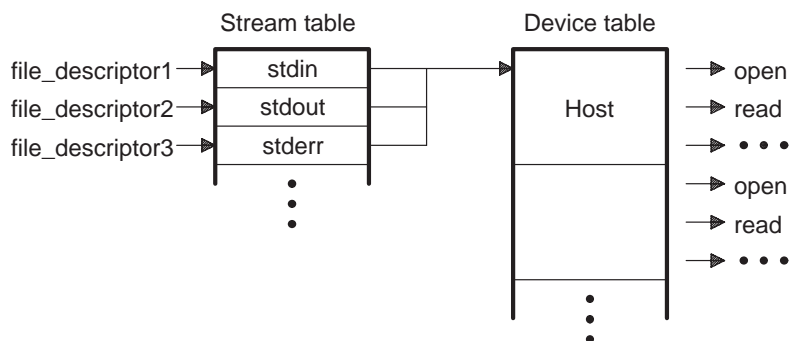 Stream table
Device table
file_descriptor1
stdin
file_descriptor2
stdout
file_descriptor3
stderr
Host
open
read
open
read